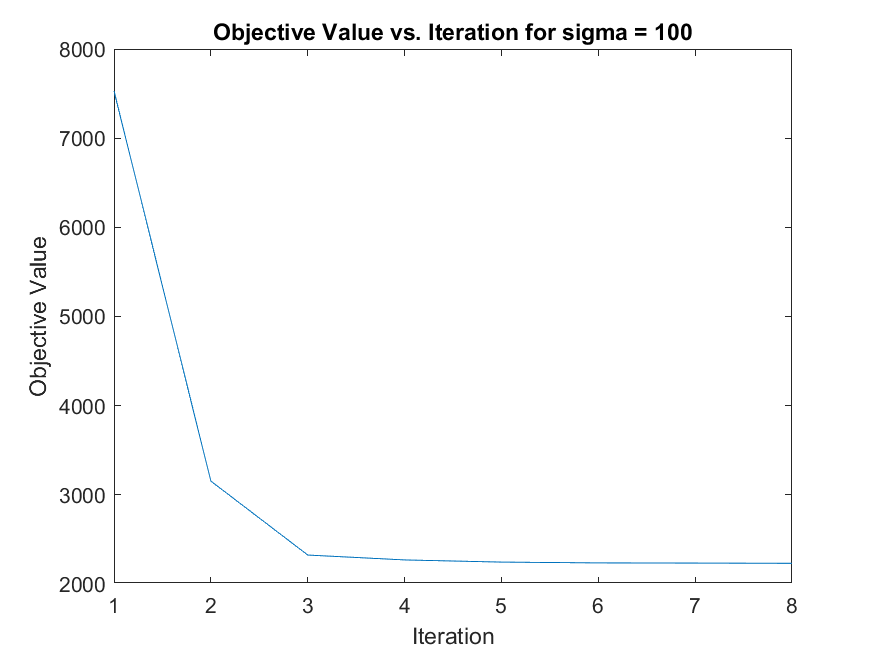 Objective Value vs. Iteration for sigma = 100
8000
7000
6000
5000
4000
3000
2000
Objective Value
1 2 3 4 5 6 7 8
Iteration